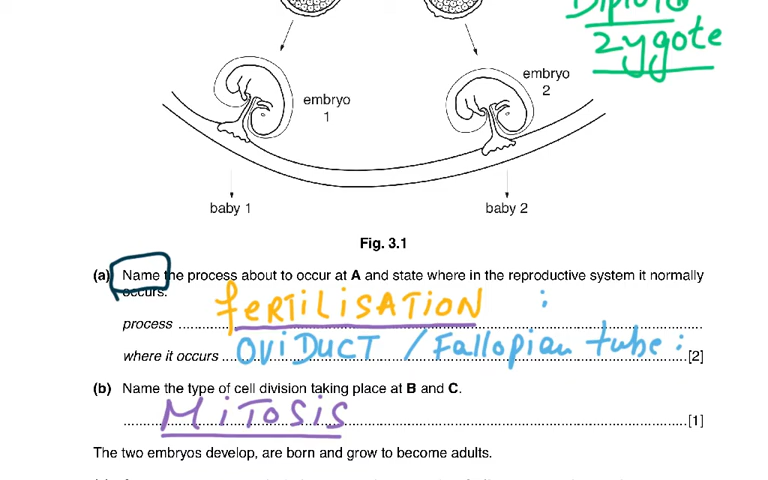 Diploid
zygote
embryo
1
embryo
2
baby 1
baby 2
Fig. 3.1
(a) Name the process about to occur at A and state where in the reproductive system it normally
occurs.
process FERTILISATION :
where it occurs OVIDUCT / Fallopian tube : [2]
(b) Name the type of cell division taking place at B and C.
MITOSIS [1]
The two embryos develop, are born and grow to become adults.